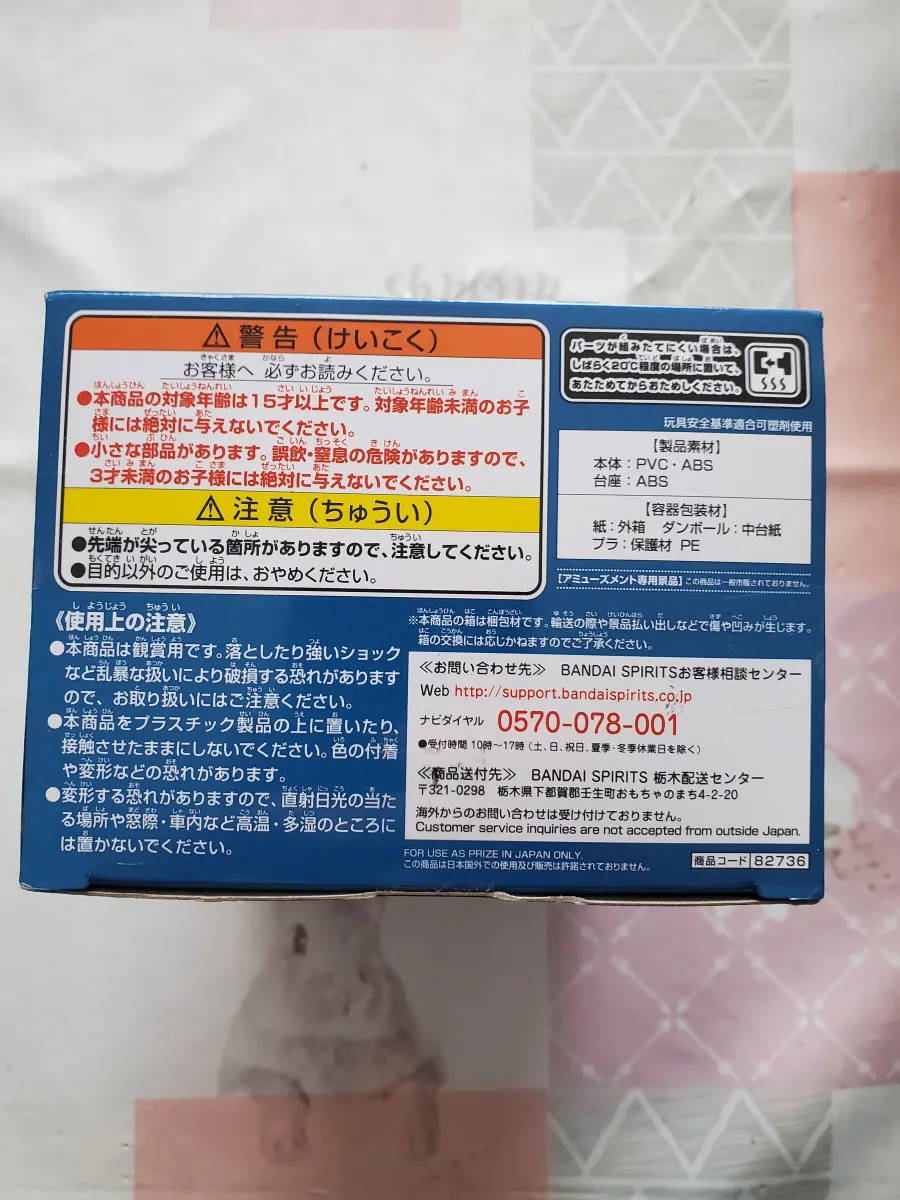 ⚠警告（けいこく）
お客様へ 必ずお読みください。
●本商品の対象年齢は15才以上です。対象年齢未満のお子
様には絶対に与えないでください。
●小さな部品があります。誤飲・窒息の危険がありますので、
3才未満のお子様には絶対に与えないでください。
⚠注意（ちゅうい）
●先端が尖っている箇所がありますので、注意してください。
●目的以外のご使用は、おやめください。
《使用上の注意》
●本商品は観賞用です。落としたり強いショック
など乱暴な扱いにより破損する恐れがあります
ので、お取り扱いにはご注意ください。
●本商品をプラスチック製品の上に置いたり、
接触させたままにしないでください。色の付着
や変形などの恐れがあります。
●変形する恐れがありますので、直射日光の当た
る場所や窓際・車内など高温・多湿のところに
は置かないでください。
パーツが組みたてにくい場合は、
しばらく20℃程度の場所に置いて、
あたためてからおためしください。
玩具安全基準適合可塑剤使用
【製品素材】
本体：PVC・ABS
台座：ABS
【容器包装材】
紙：外箱 ダンボール：中台紙
プラ：保護材 PE
【アミューズメント専用景品】この商品は一般市販されておりません。
※本商品の箱は梱包材です。輸送の際や景品払い出しなどで傷や凹みが生じます。
箱の交換には応じかねますのでご了承ください。
≪お問い合わせ先≫ BANDAI SPIRITSお客様相談センター
Web http://support.bandaispirits.co.jp
ナビダイヤル 0570-078-001
●受付時間 10時～17時（土、日、祝日、夏季・冬季休業日を除く）
≪商品送付先≫ BANDAI SPIRITS 栃木配送センター
〒321-0298 栃木県下都賀郡壬生町おもちゃのまち4-2-20
海外からのお問い合わせは受け付けておりません。
Customer service inquiries are not accepted from outside Japan.
FOR USE AS PRIZE IN JAPAN ONLY.
この商品は日本国外での使用及び販売は許諾されておりません。
商品コード 82736